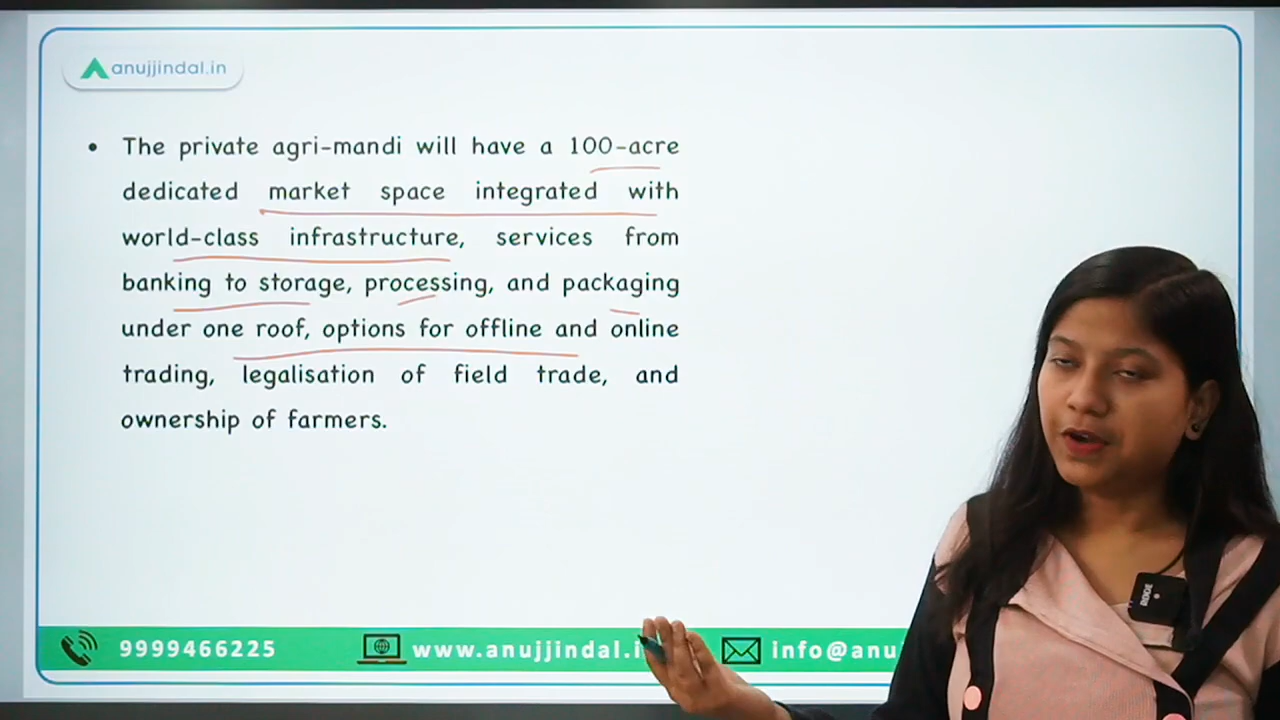 anujjindal.in
• The private agri-mandi will have a 100-acre
dedicated market space integrated with
world-class infrastructure, services from
banking to storage, processing, and packaging
under one roof, options for offline and online
trading, legalisation of field trade, and
ownership of farmers.
9999466225
www.anujjindal.i
info@anu
RIDGE